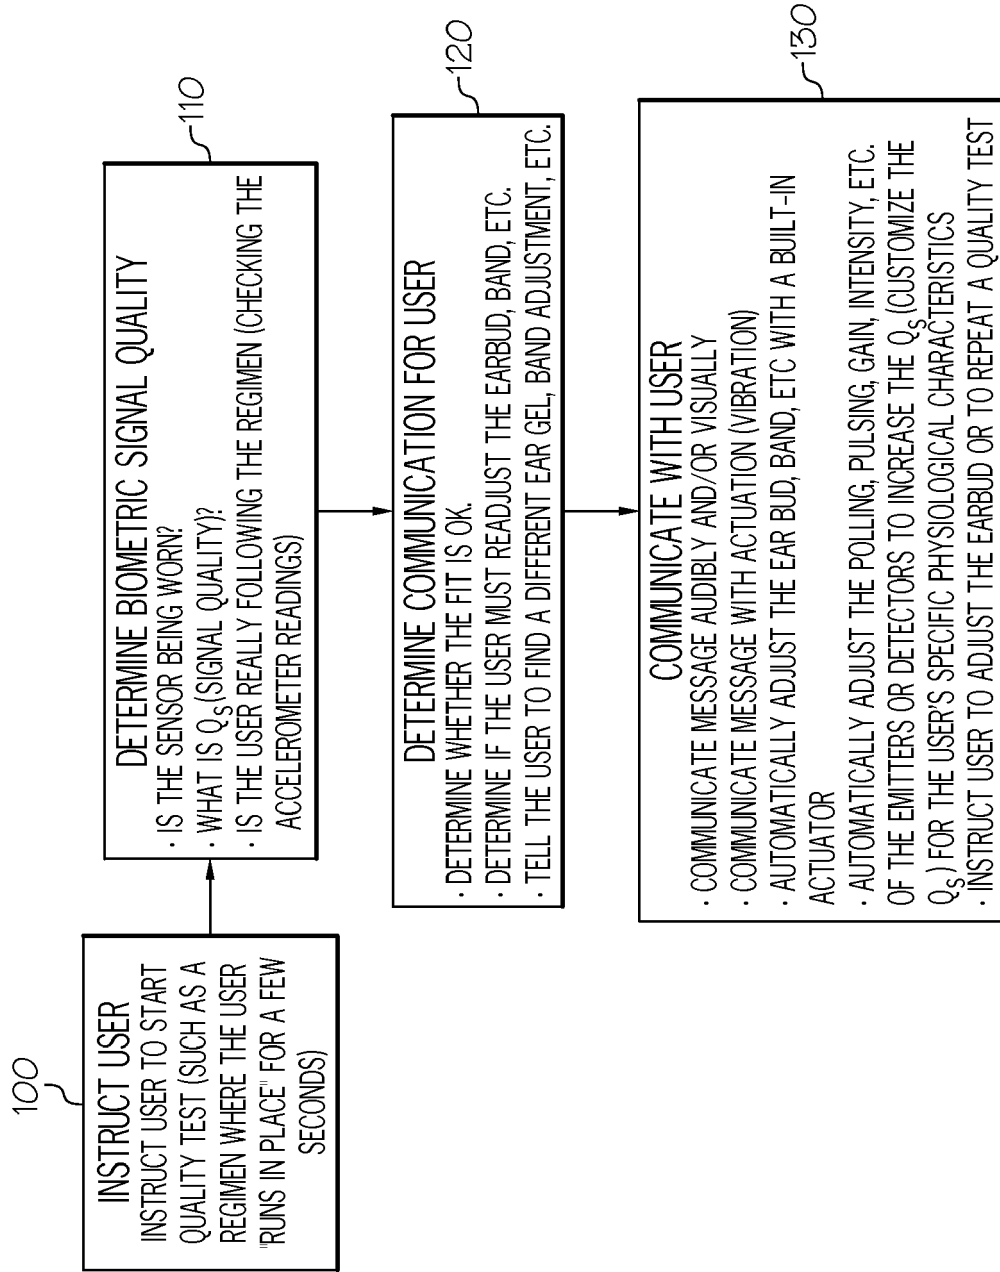 100
INSTRUCT USER
INSTRUCT USER TO START
QUALITY TEST (SUCH AS A
REGIMEN WHERE THE USER
"RUNS IN PLACE" FOR A FEW
SECONDS)
110
DETERMINE BIOMETRIC SIGNAL QUALITY
· IS THE SENSOR BEING WORN?
· WHAT IS QS (SIGNAL QUALITY)?
· IS THE USER REALLY FOLLOWING THE REGIMEN (CHECKING THE
ACCELEROMETER READINGS)
120
DETERMINE COMMUNICATION FOR USER
· DETERMINE WHETHER THE FIT IS OK.
· DETERMINE IF THE USER MUST READJUST THE EARBUD, BAND, ETC.
· TELL THE USER TO FIND A DIFFERENT EAR GEL, BAND ADJUSTMENT, ETC.
130
COMMUNICATE WITH USER
· COMMUNICATE MESSAGE AUDIBLY AND/OR VISUALLY
· COMMUNICATE MESSAGE WITH ACTUATION (VIBRATION)
· AUTOMATICALLY ADJUST THE EAR BUD, BAND, ETC WITH A BUILT-IN
ACTUATOR
· AUTOMATICALLY ADJUST THE POLLING, PULSING, GAIN, INTENSITY, ETC.
OF THE EMITTERS OR DETECTORS TO INCREASE THE QS (CUSTOMIZE THE
QS) FOR THE USER'S SPECIFIC PHYSIOLOGICAL CHARACTERISTICS
· INSTRUCT USER TO ADJUST THE EARBUD OR TO REPEAT A QUALITY TEST